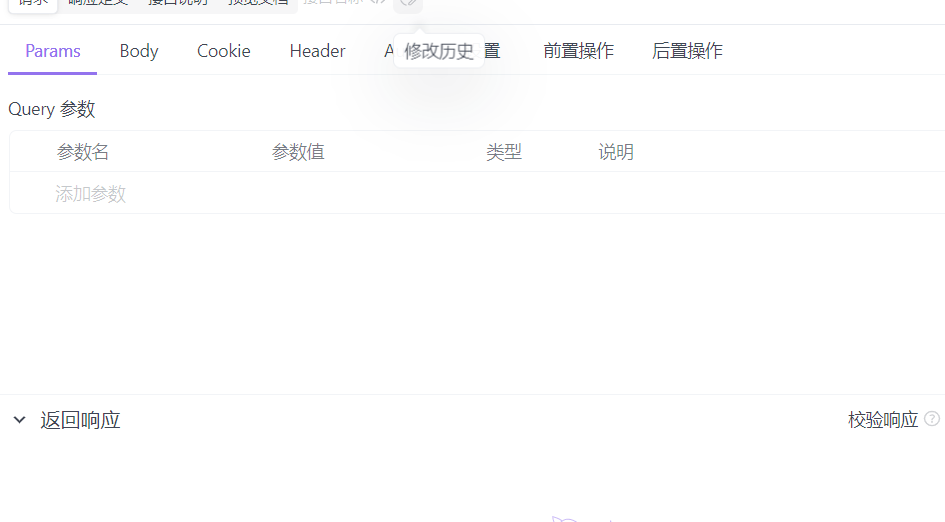 请求 响应定义 接口说明 预览文档 接口名称
Params Body Cookie Header A 修改历史 置 前置操作 后置操作
Query 参数
参数名 参数值 类型 说明
添加参数
返回响应 校验响应